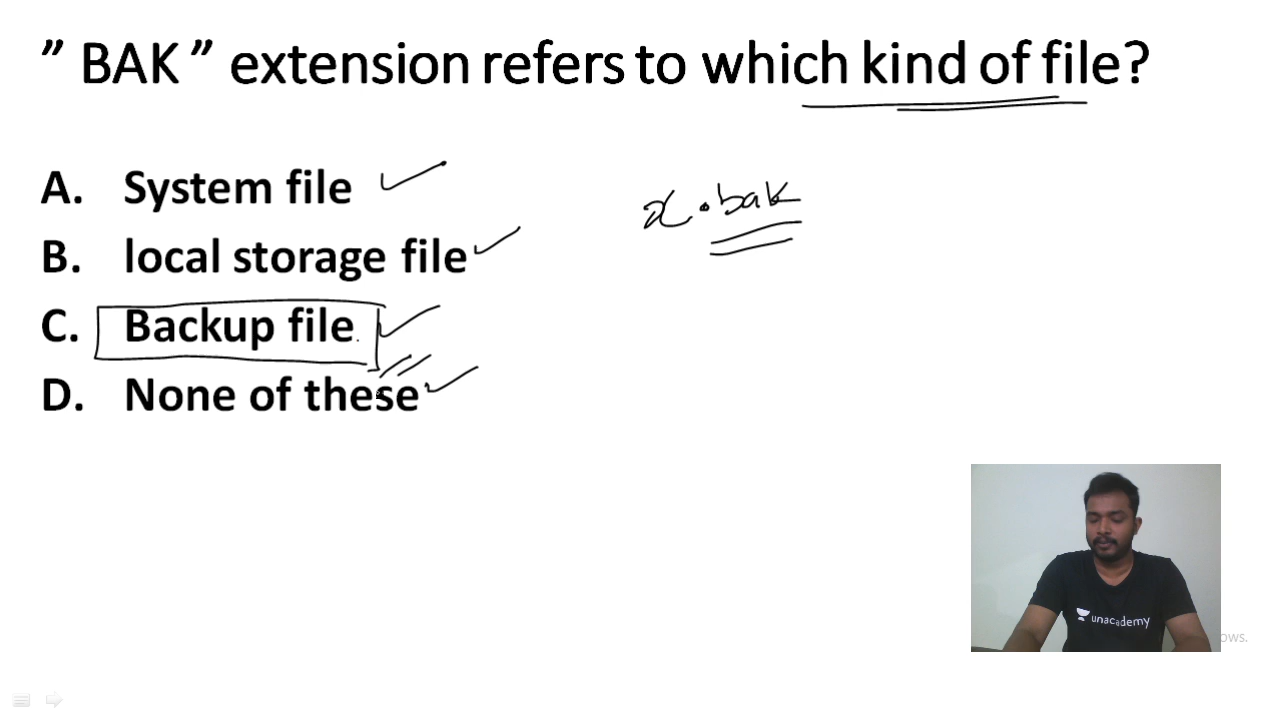 ” BAK ” extension refers to which kind of file?
A. System file
x.bak
B. local storage file
C. Backup file.
D. None of these
unacademy
ows.